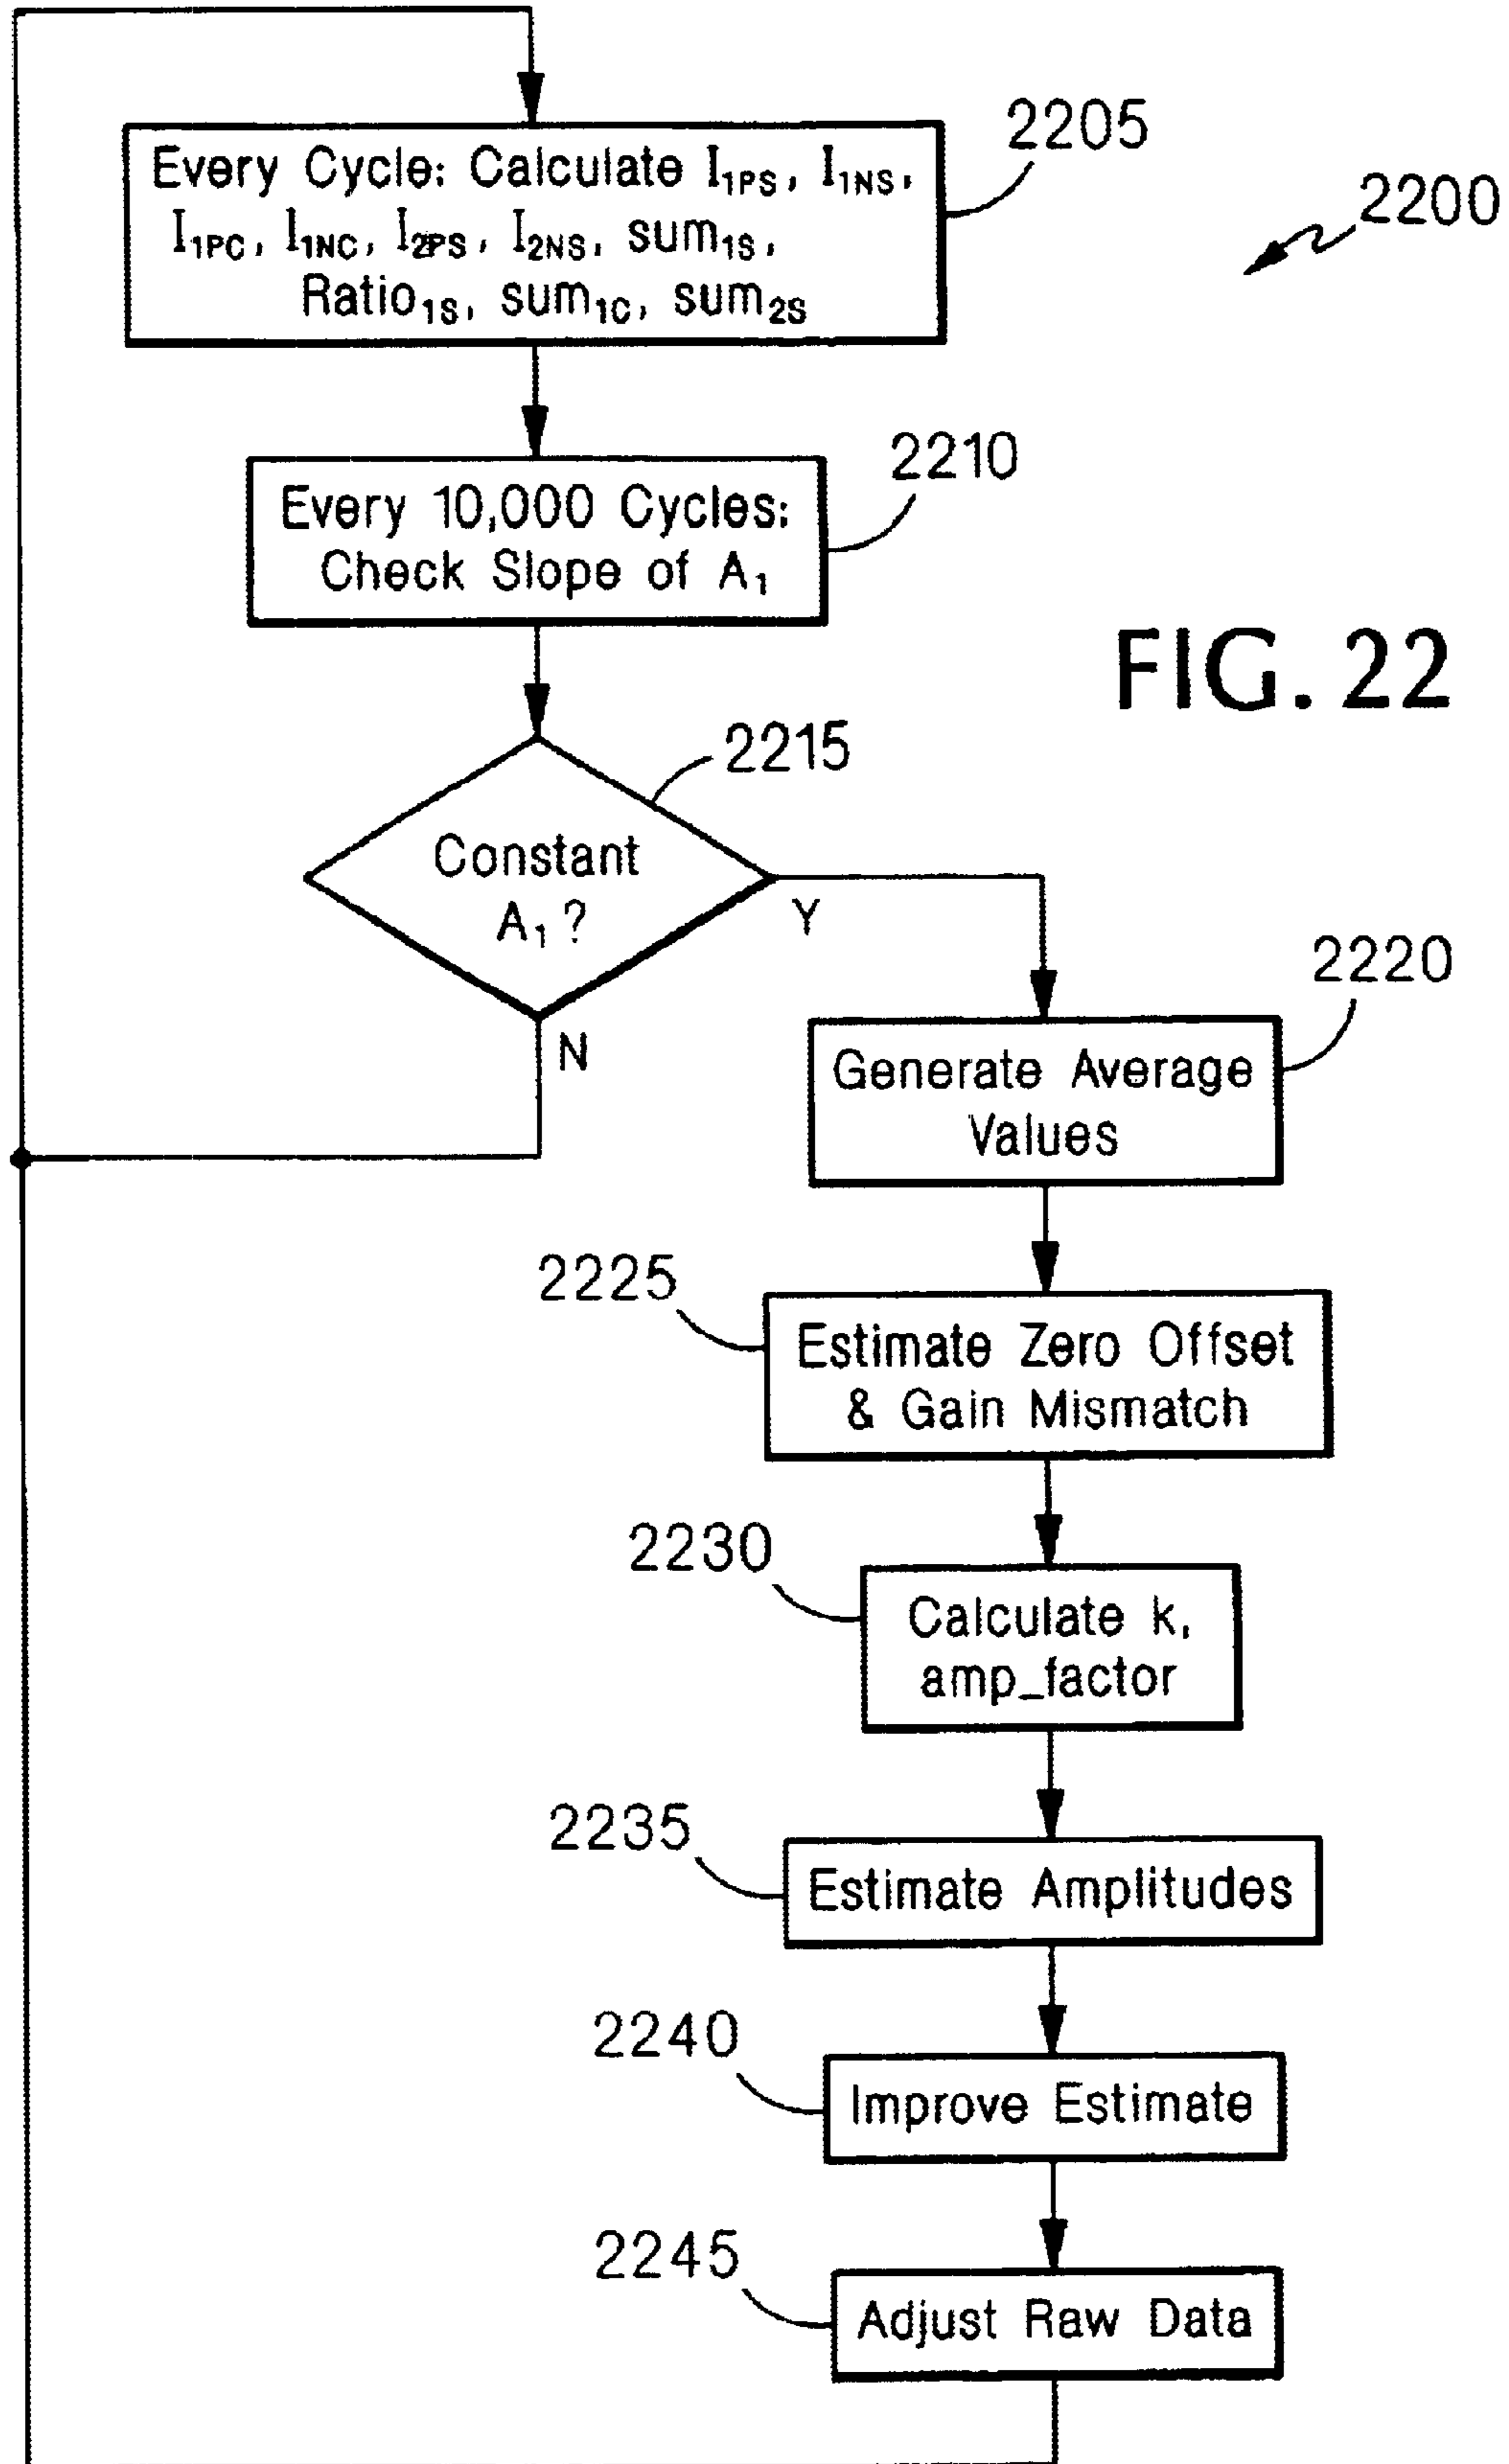 2205
Every Cycle: Calculate I₁PS, I₁NS,
I₁PC, I₁NC, I₂PS, I₂NS, sum₁S,
Ratio₁S, sum₁C, sum₂S
2200
2210
Every 10,000 Cycles:
Check Slope of A₁
FIG. 22
2215
Constant
A₁?
Y
N
2220
Generate Average
Values
2225
Estimate Zero Offset
& Gain Mismatch
2230
Calculate k,
amp_factor
2235
Estimate Amplitudes
2240
Improve Estimate
2245
Adjust Raw Data